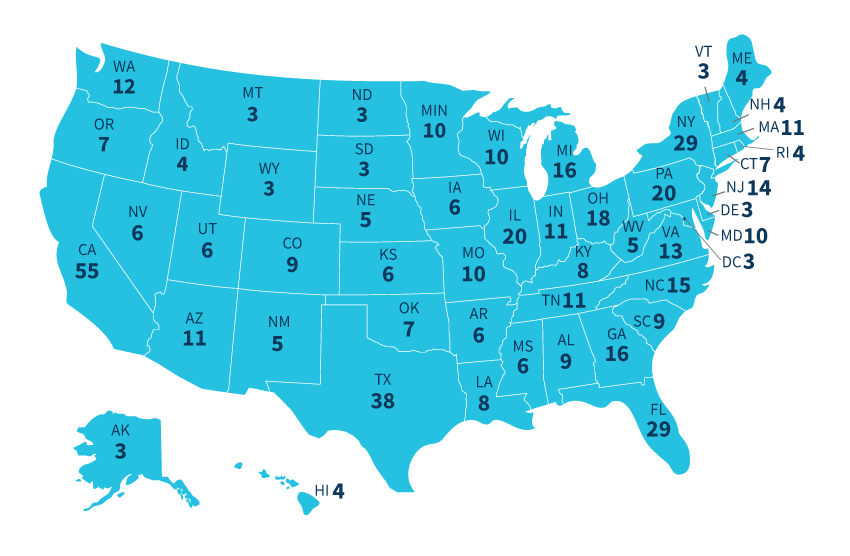 VT
3
ME
4
WA
12
MT
3
ND
3
MIN
10
NH 4
OR
7
ID
4
SD
3
WI
10
MI
16
NY
29
MA 11
RI 4
CT 7
WY
3
PA
20
NJ 14
NE
5
IA
6
OH
18
DE 3
NV
6
UT
6
IL
20
IN
11
WV
5
VA
13
MD 10
CO
9
KS
6
MO
10
KY
8
DC 3
CA
55
NC 15
TN 11
AZ
11
NM
5
OK
7
AR
6
SC 9
MS
6
AL
9
GA
16
TX
38
LA
8
FL
29
AK
3
HI 4